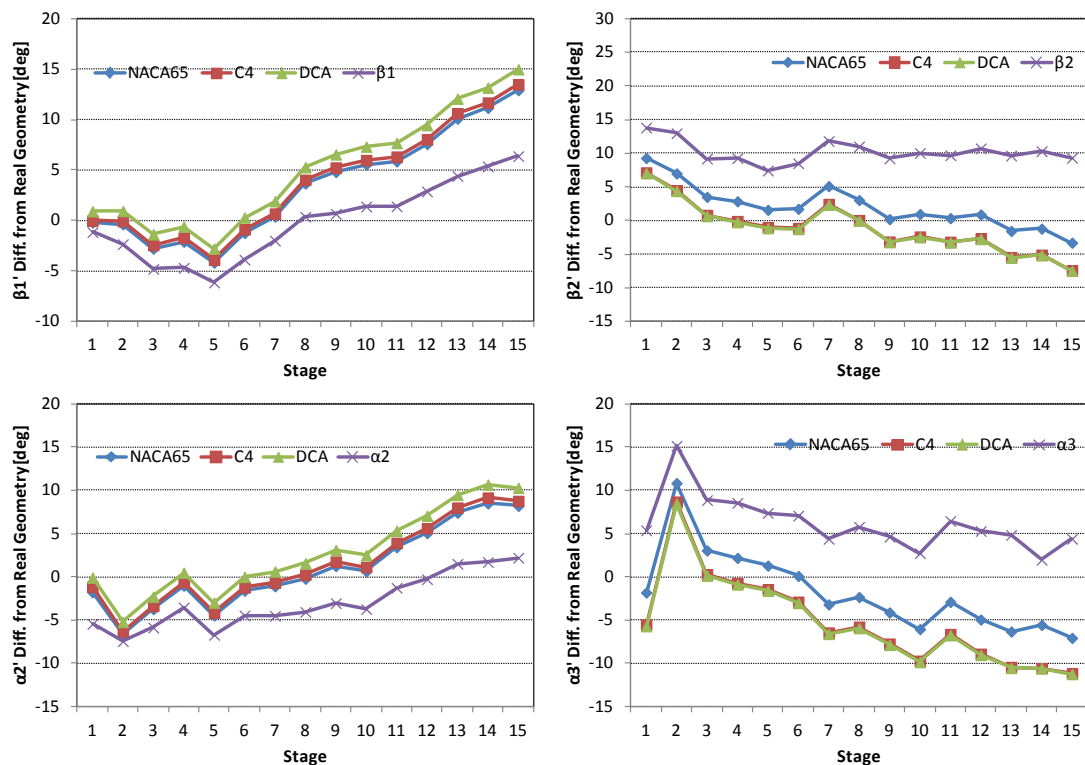 β1' Diff. from Real Geometry[deg]
20
15
10
5
0
-5
-10
NACA65 C4 DCA β1
1 2 3 4 5 6 7 8 9 10 11 12 13 14 15
Stage
β2' Diff. from Real Geometry[deg]
30
25
20
15
10
5
0
-5
-10
-15
NACA65 C4 DCA β2
1 2 3 4 5 6 7 8 9 10 11 12 13 14 15
Stage
α2' Diff. from Real Geometry[deg]
20
15
10
5
0
-5
-10
-15
NACA65 C4 DCA α2
1 2 3 4 5 6 7 8 9 10 11 12 13 14 15
Stage
α3' Diff. from Real Geometry[deg]
20
15
10
5
0
-5
-10
-15
NACA65 C4 DCA α3
1 2 3 4 5 6 7 8 9 10 11 12 13 14 15
Stage